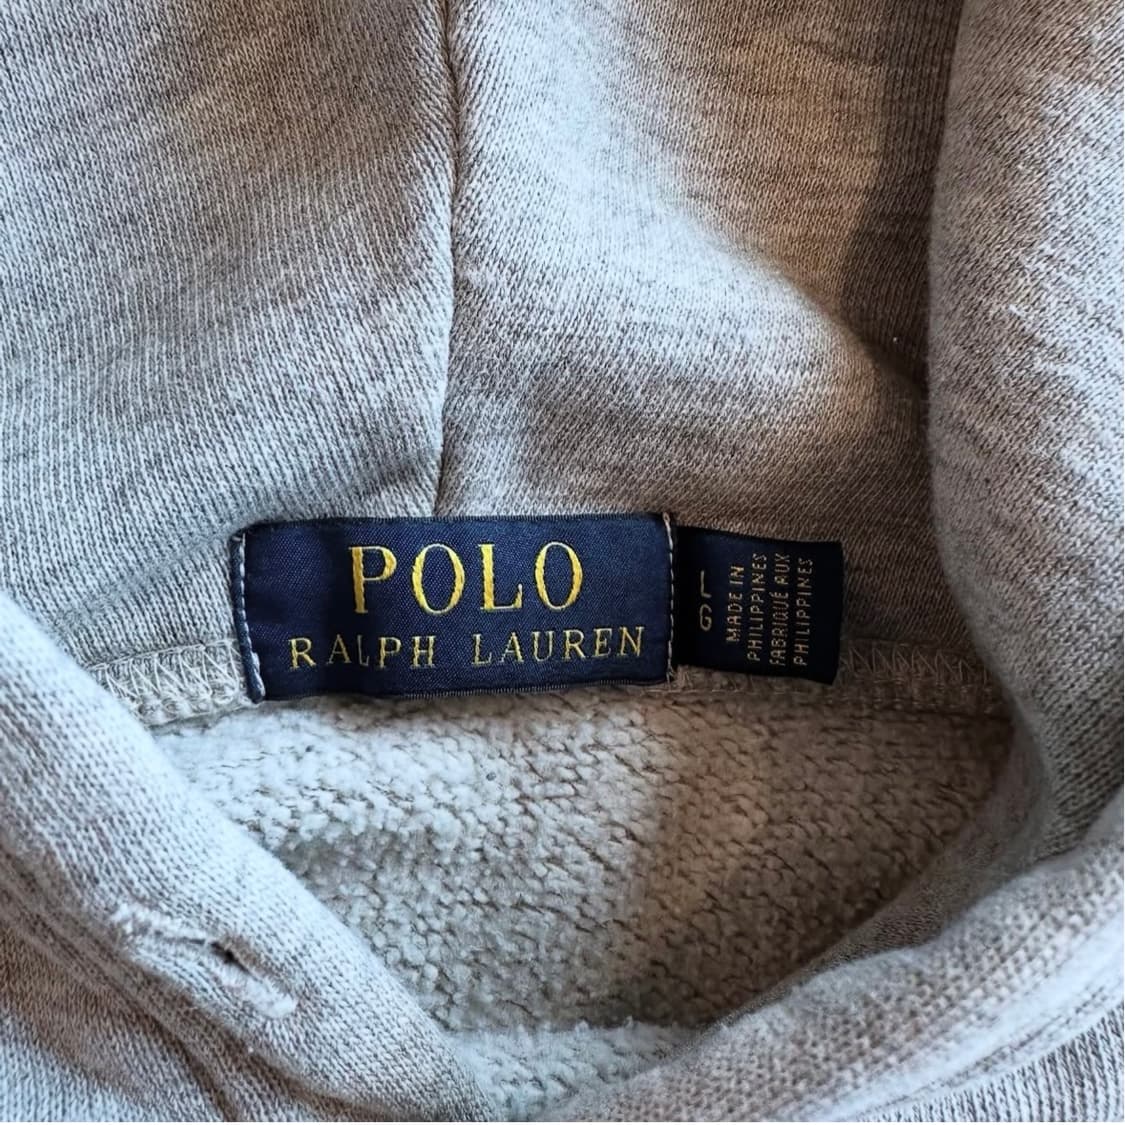 POLO
RALPH LAUREN
L
G
MADE IN
PHILIPPINES
FABRIQUÉ AUX
PHILIPPINES